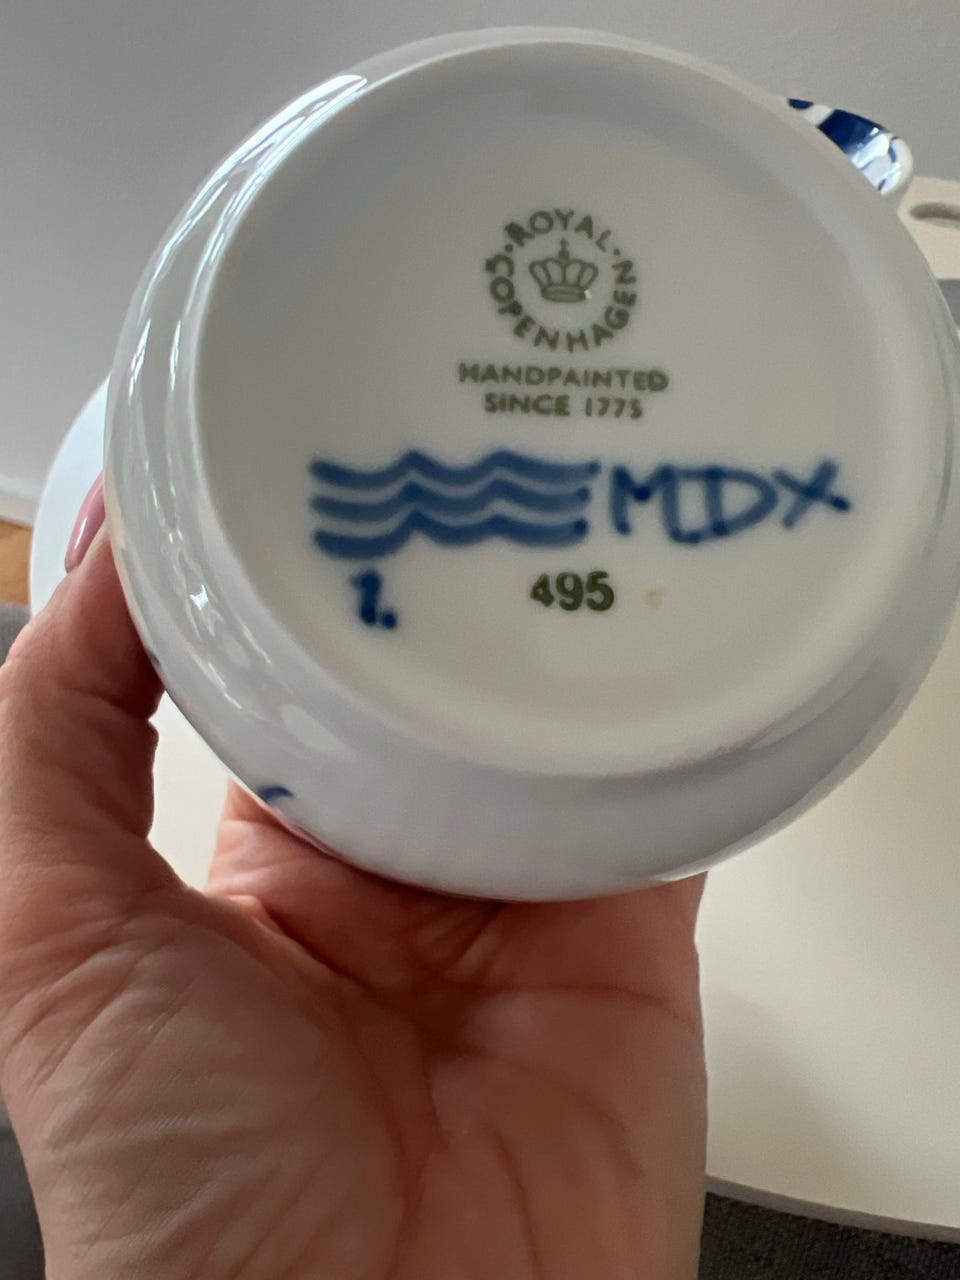 ROYAL · COPENHAGEN ·
HANDPAINTED
SINCE 1775
MDX
1. 495